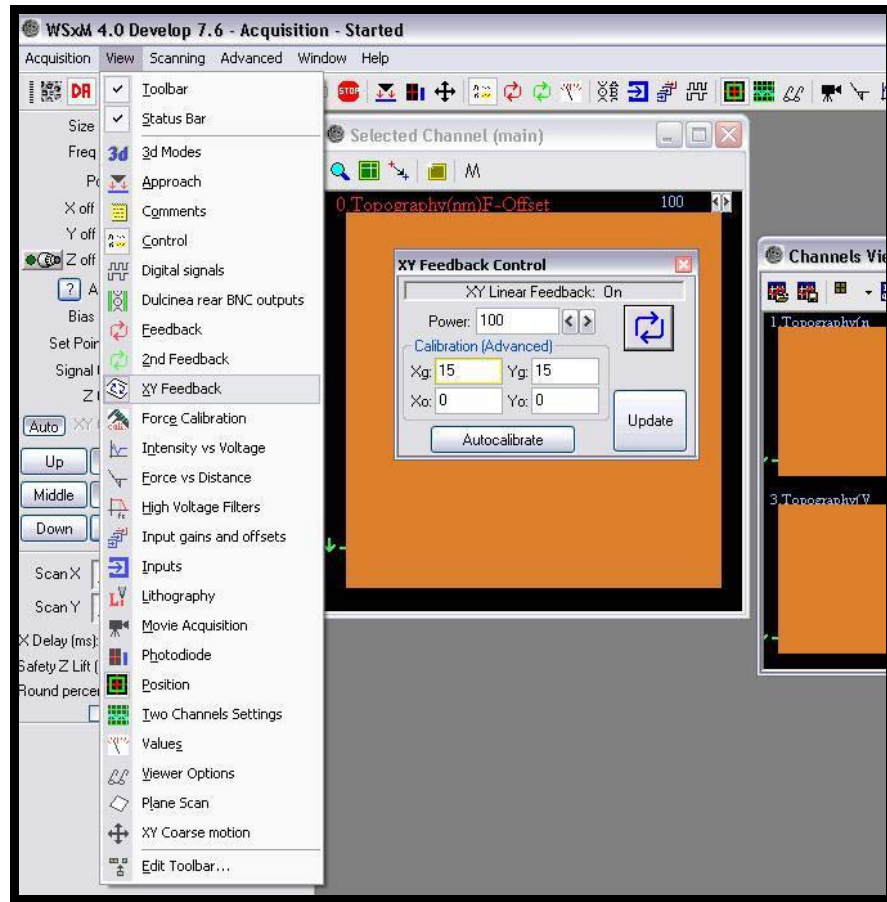 WSxM 4.0 Develop 7.6 - Acquisition - Started
Acquisition View Scanning Advanced Window Help
DA
STOP
Toolbar
Status Bar
3d 3d Modes
Approach
Comments
Control
Digital signals
Dulcinea rear BNC outputs
Feedback
2nd Feedback
XY Feedback
Force Calibration
Intensity vs Voltage
Force vs Distance
High Voltage Filters
Input gains and offsets
Inputs
Lithography
Movie Acquisition
Photodiode
Position
Two Channels Settings
Values
Viewer Options
Plane Scan
XY Coarse motion
Edit Toolbar...
Size
Freq
X off
Y off
Z off
? A
Bias
Set Poin
Signal
Z
Auto XY
Up
Middle
Down
Scan X
Scan Y
X Delay (ms):
Safety Z Lift (
Round percer
Selected Channel (main)
M
0.Topography(nm)F-Offset 100
XY Feedback Control
XY Linear Feedback: On
Power: 100
Calibration (Advanced)
Xg: 15 Yg: 15
Xo: 0 Yo: 0
Autocalibrate
Update
Channels Vie
1.Topography(n
3.Topography(V